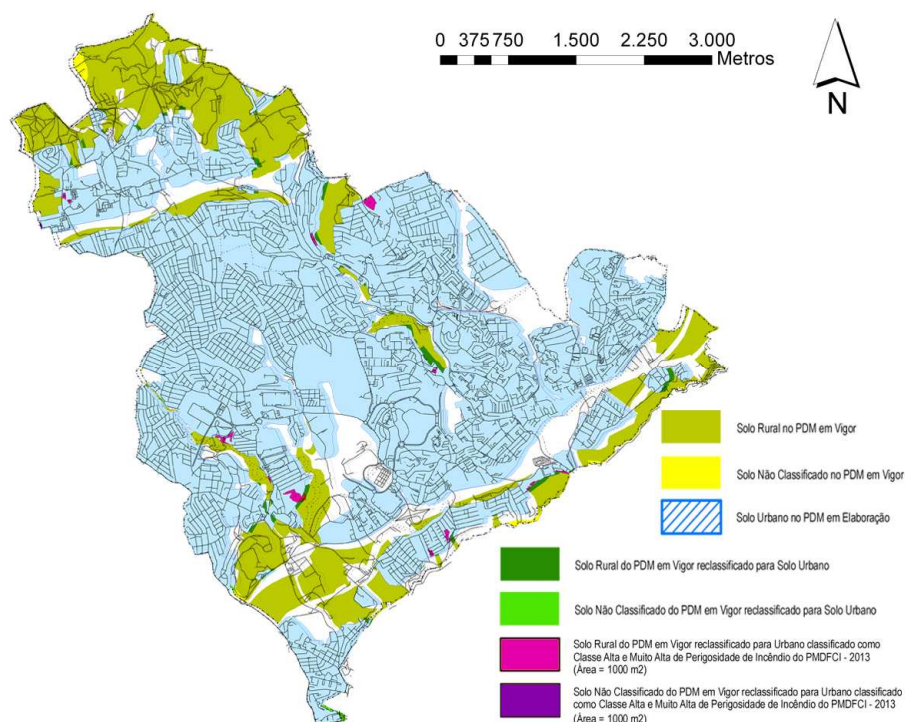 0 375 750 1.500 2.250 3.000
Metros
N
Solo Rural no PDM em Vigor
Solo Não Classificado no PDM em Vigor
Solo Urbano no PDM em Elaboração
Solo Rural do PDM em Vigor reclassificado para Solo Urbano
Solo Não Classificado do PDM em Vigor reclassificado para Solo Urbano
Solo Rural do PDM em Vigor reclassificado para Urbano classificado como
Classe Alta e Muito Alta de Perigosidade de Incêndio do PMDFCI - 2013
(Área = 1000 m2)
Solo Não Classificado do PDM em Vigor reclassificado para Urbano classificado
como Classe Alta e Muito Alta de Perigosidade de Incêndio do PMDFCI - 2013
(Área = 1000 m2)